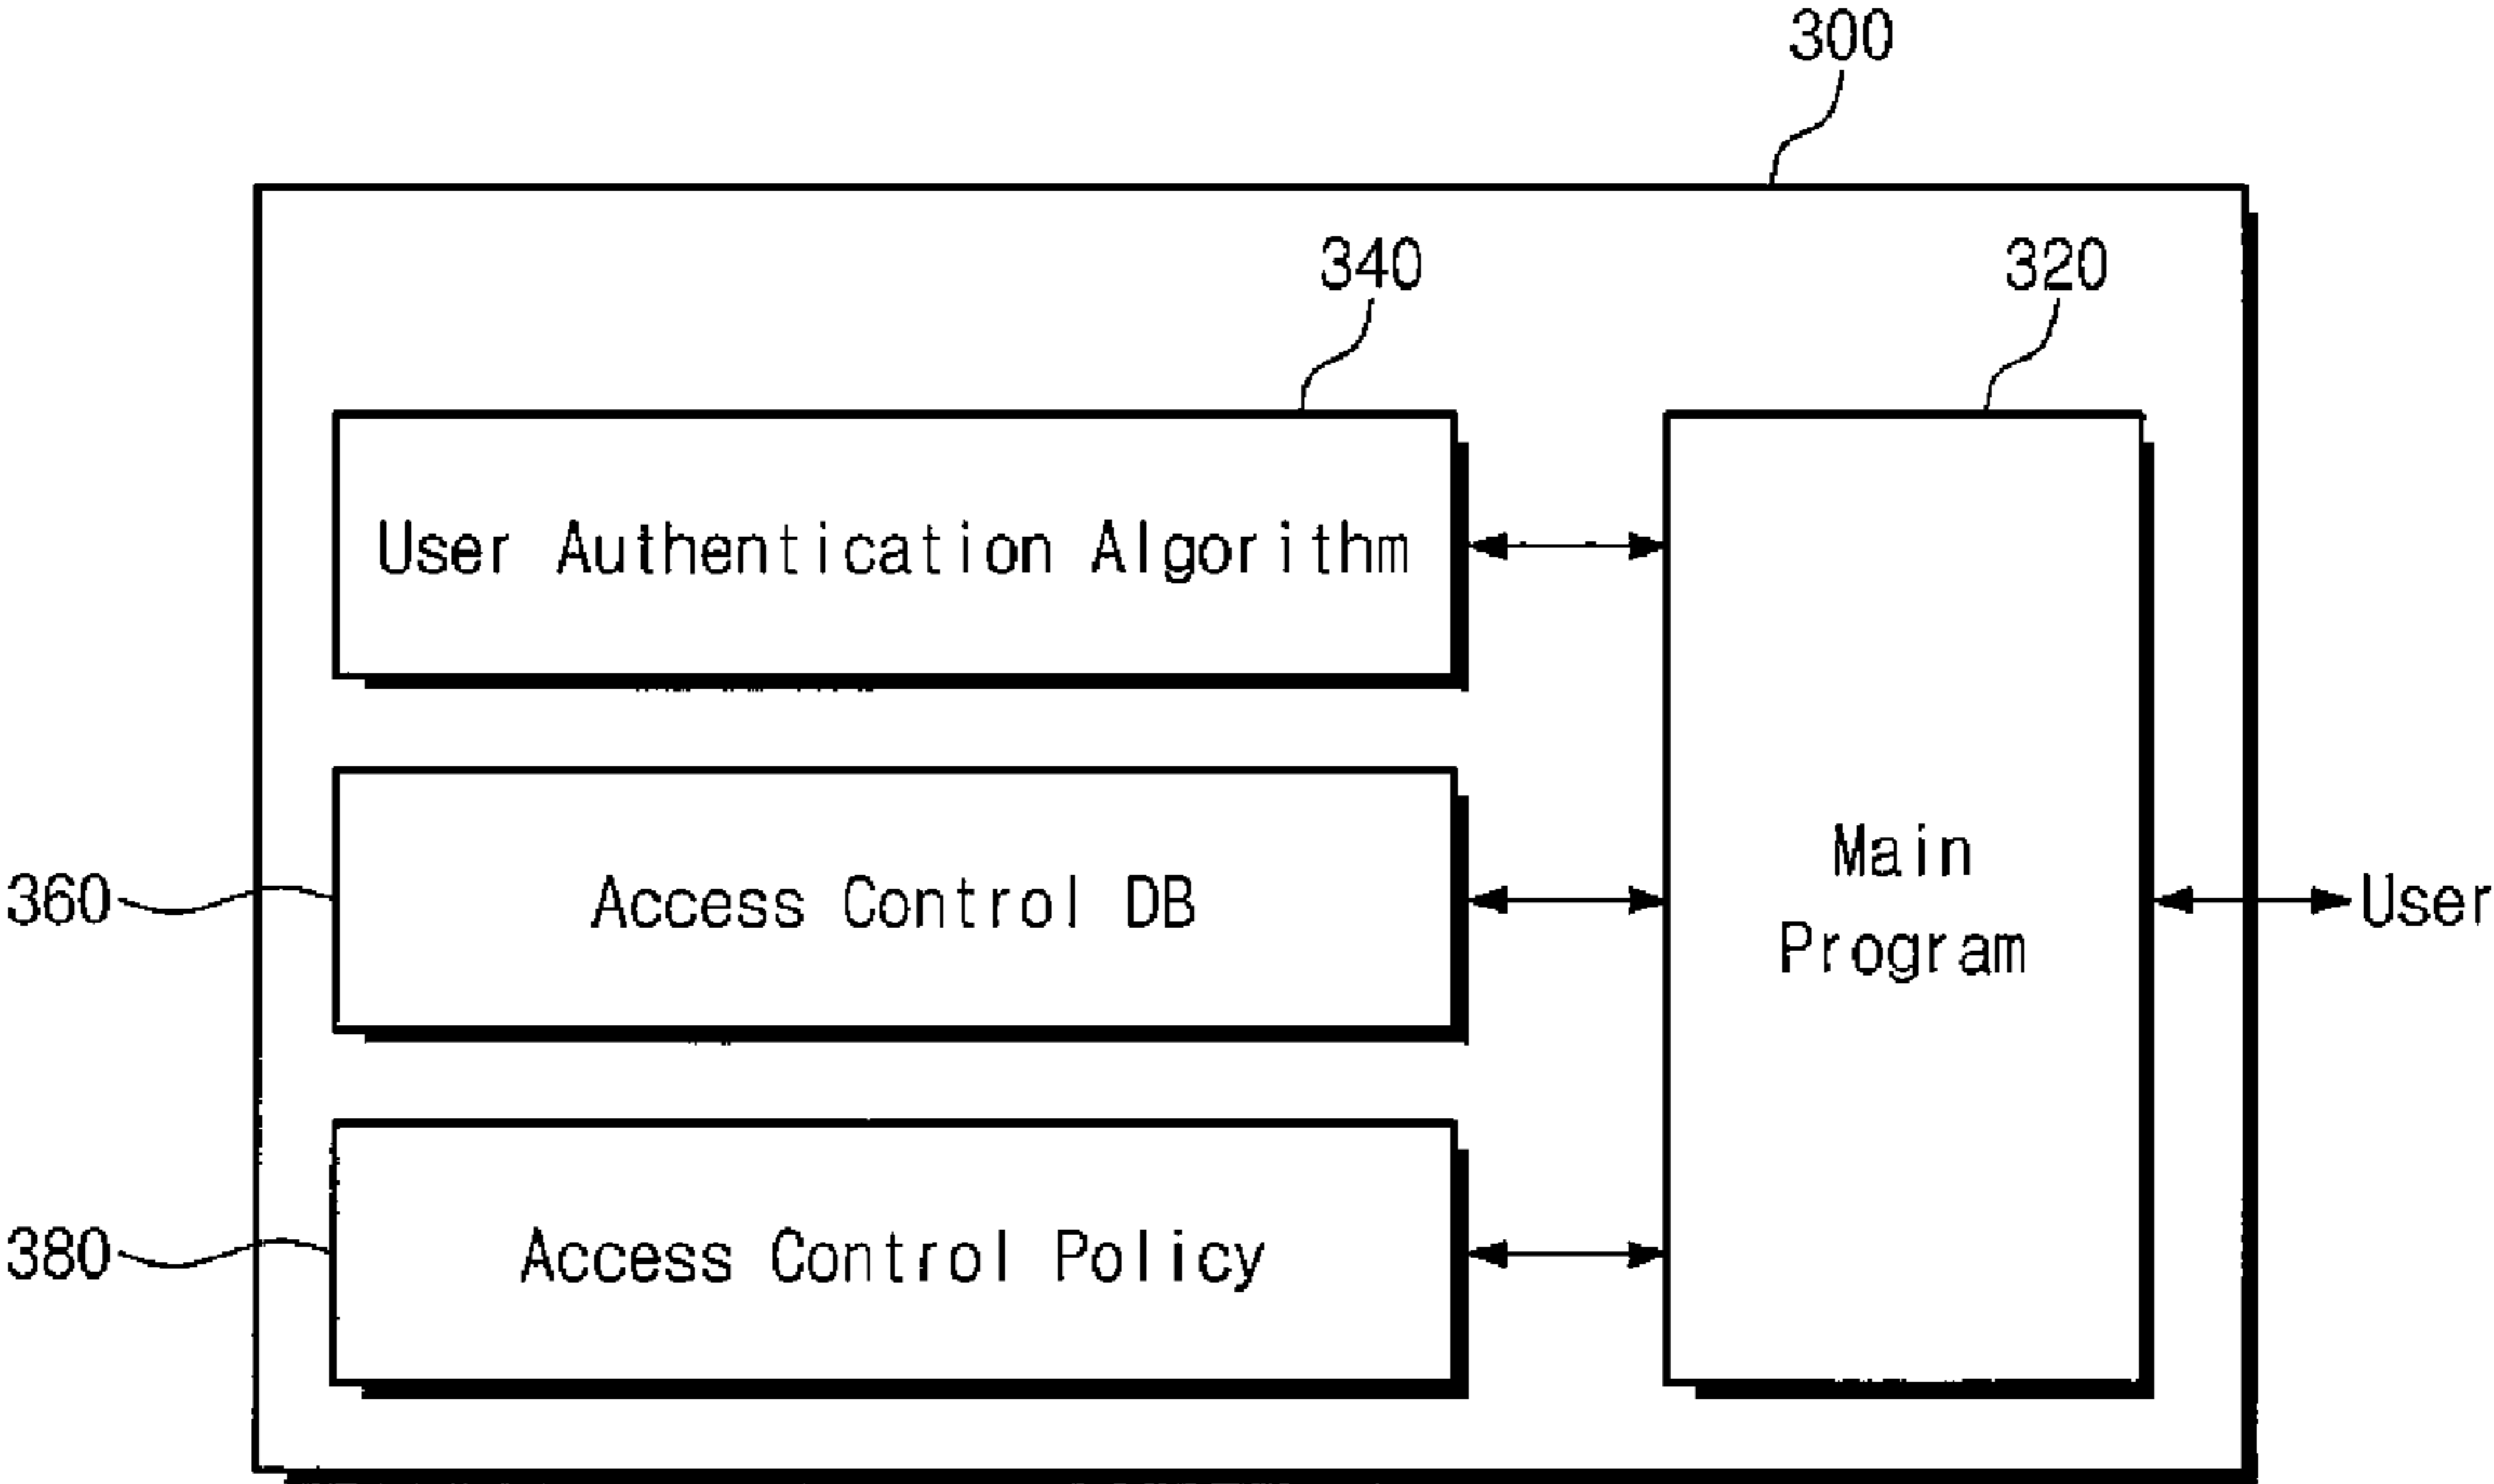 300
340
320
User Authentication Algorithm
360
Access Control DB
Main
Program
User
380
Access Control Policy